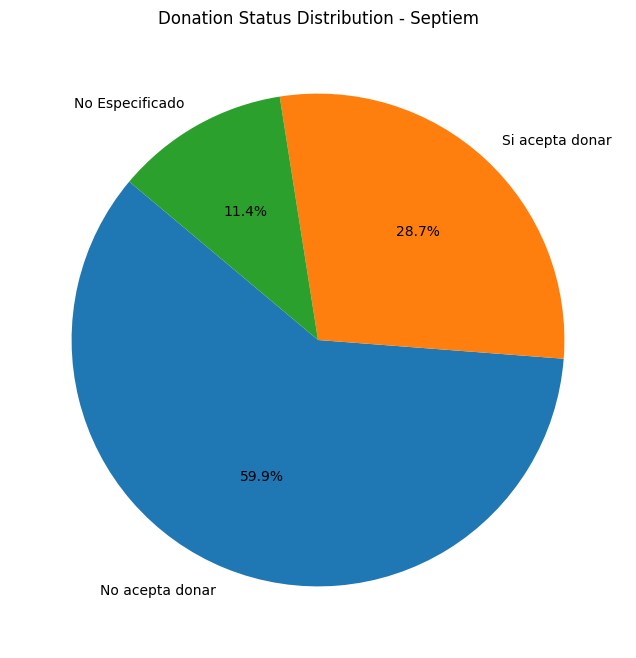 Donation Status Distribution - Septiem
No Especificado
Si acepta donar
11.4%
28.7%
59.9%
No acepta donar